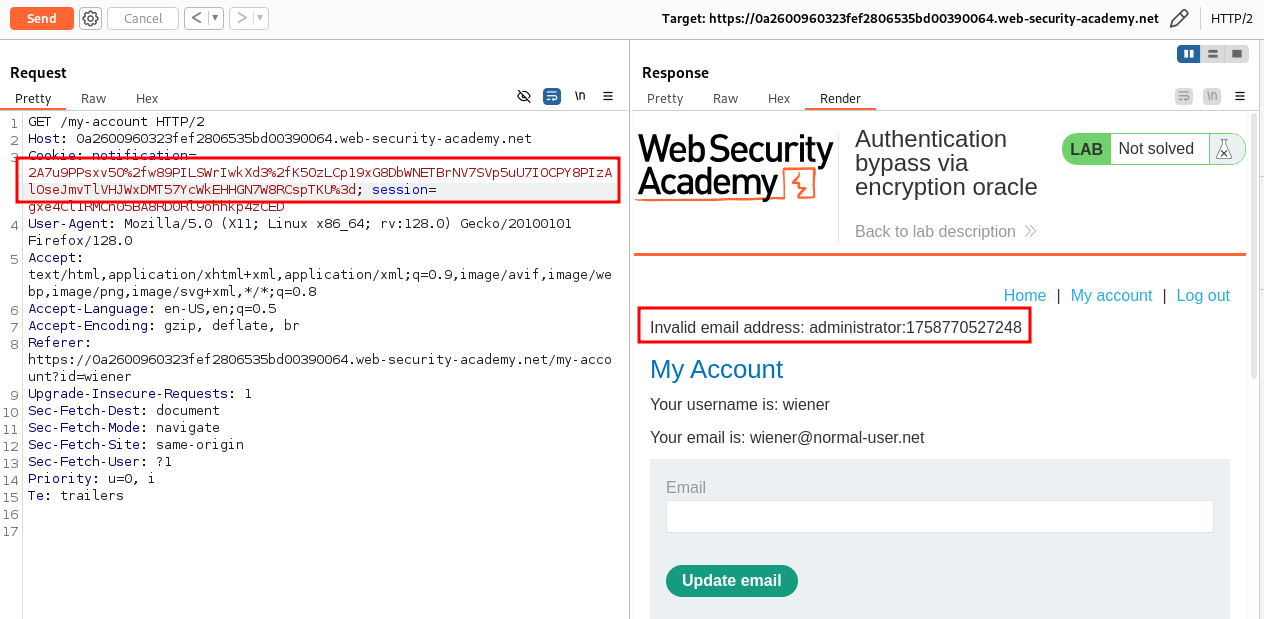 Send
Cancel
< | ▾
> | ▾
Target: https://0a2600960323fef2806535bd00390064.web-security-academy.net
HTTP/2
Request
Pretty Raw Hex
\n
1 GET /my-account HTTP/2
2 Host: 0a2600960323fef2806535bd00390064.web-security-academy.net
3 Cookie: notification=
2A7u9PPsxv5O%2fw89PILSWrIwkXd3%2fK5OzLCp19xG8DbWNETBrNV7SVp5uU7IOCPY8PIzA
lOseJmvTlVHJWxDMT57YcWkEHHGN7W8RCspTKU%3d; session=
4 User-Agent: Mozilla/5.0 (X11; Linux x86_64; rv:128.0) Gecko/20100101
Firefox/128.0
5 Accept:
text/html,application/xhtml+xml,application/xml;q=0.9,image/avif,image/we
bp,image/png,image/svg+xml,*/*;q=0.8
6 Accept-Language: en-US,en;q=0.5
7 Accept-Encoding: gzip, deflate, br
8 Referer:
https://0a2600960323fef2806535bd00390064.web-security-academy.net/my-acco
unt?id=wiener
9 Upgrade-Insecure-Requests: 1
10 Sec-Fetch-Dest: document
11 Sec-Fetch-Mode: navigate
12 Sec-Fetch-Site: same-origin
13 Sec-Fetch-User: ?1
14 Priority: u=0, i
15 Te: trailers
16
17
Response
Pretty Raw Hex Render
\n
Web Security
Academy
Authentication
bypass via
encryption oracle
LAB Not solved
Back to lab description
Home | My account | Log out
Invalid email address: administrator:1758770527248
My Account
Your username is: wiener
Your email is: wiener@normal-user.net
Email
Update email